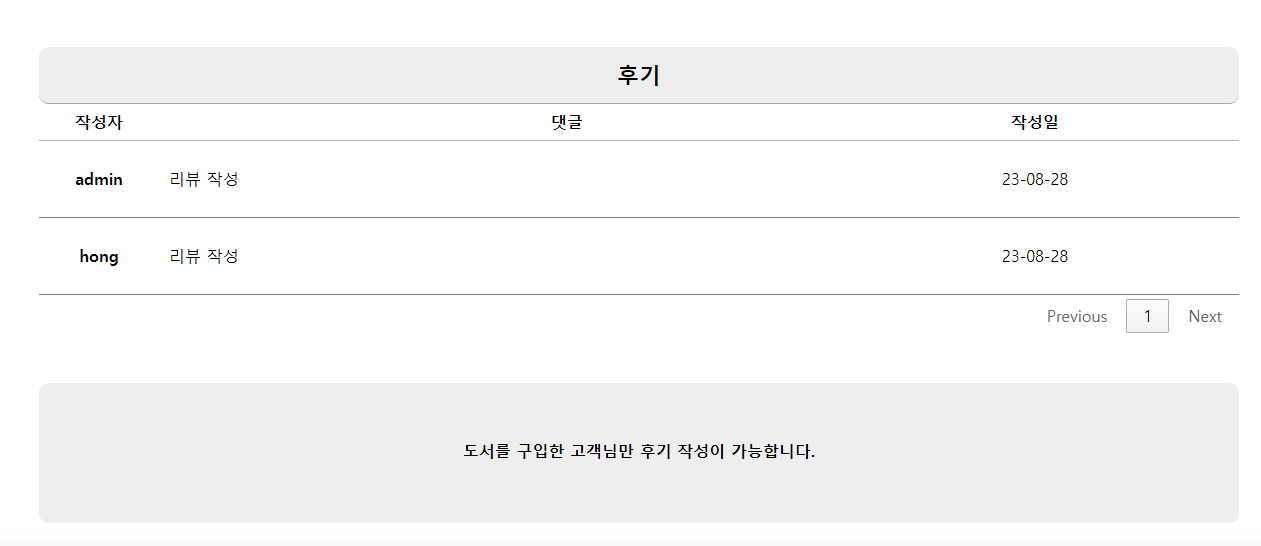 후기
작성자 댓글 작성일
admin 리뷰 작성 23-08-28
hong 리뷰 작성 23-08-28
Previous 1 Next
도서를 구입한 고객님만 후기 작성이 가능합니다.